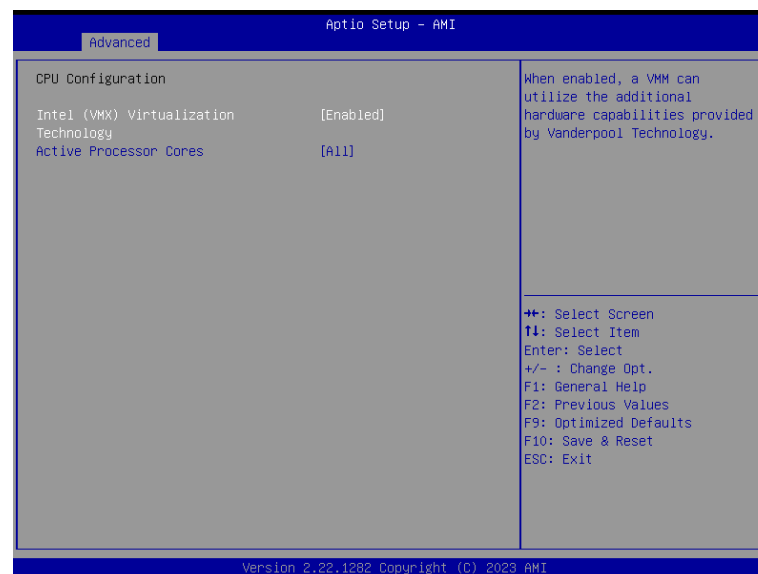 Aptio Setup – AMI
Advanced
CPU Configuration
Intel (VMX) Virtualization [Enabled]
Technology
Active Processor Cores [All]
When enabled, a VMM can
utilize the additional
hardware capabilities provided
by Vanderpool Technology.
→←: Select Screen
↑↓: Select Item
Enter: Select
+/- : Change Opt.
F1: General Help
F2: Previous Values
F9: Optimized Defaults
F10: Save & Reset
ESC: Exit
Version 2.22.1282 Copyright (C) 2023 AMI